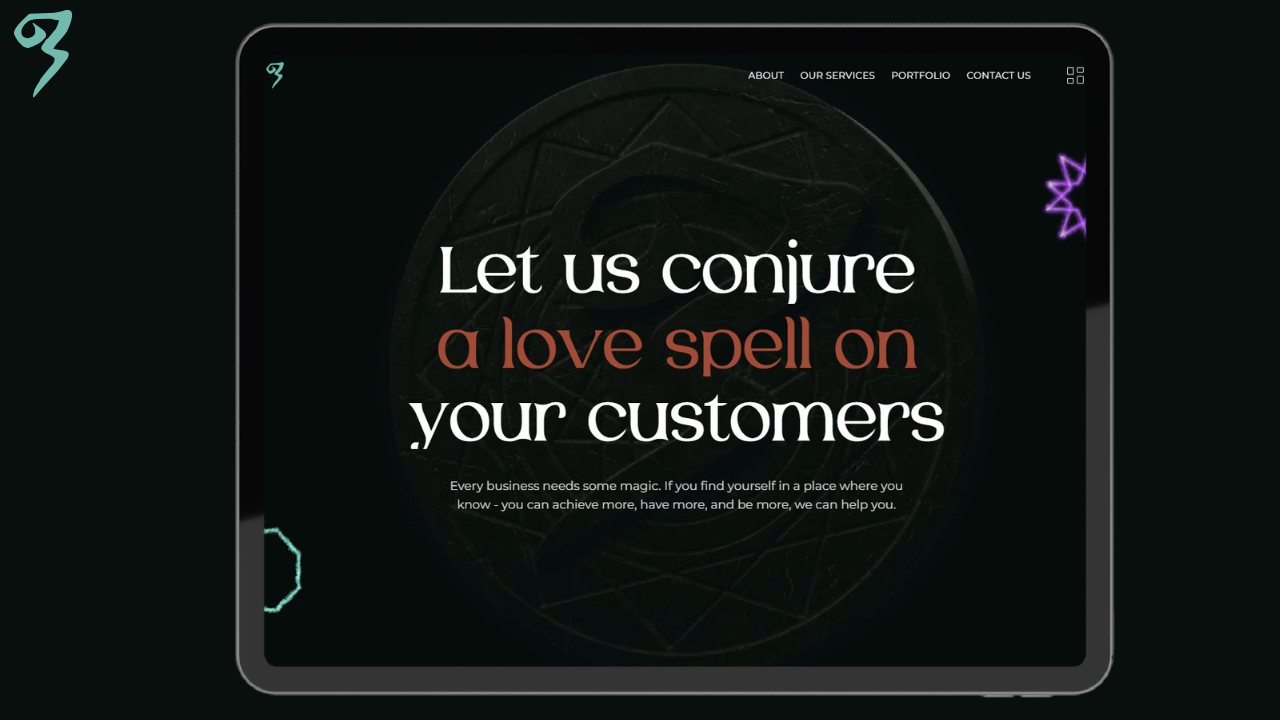 ABOUT OUR SERVICES PORTFOLIO CONTACT US
Let us conjure
a love spell on
your customers
Every business needs some magic. If you find yourself in a place where you
know - you can achieve more, have more, and be more, we can help you.